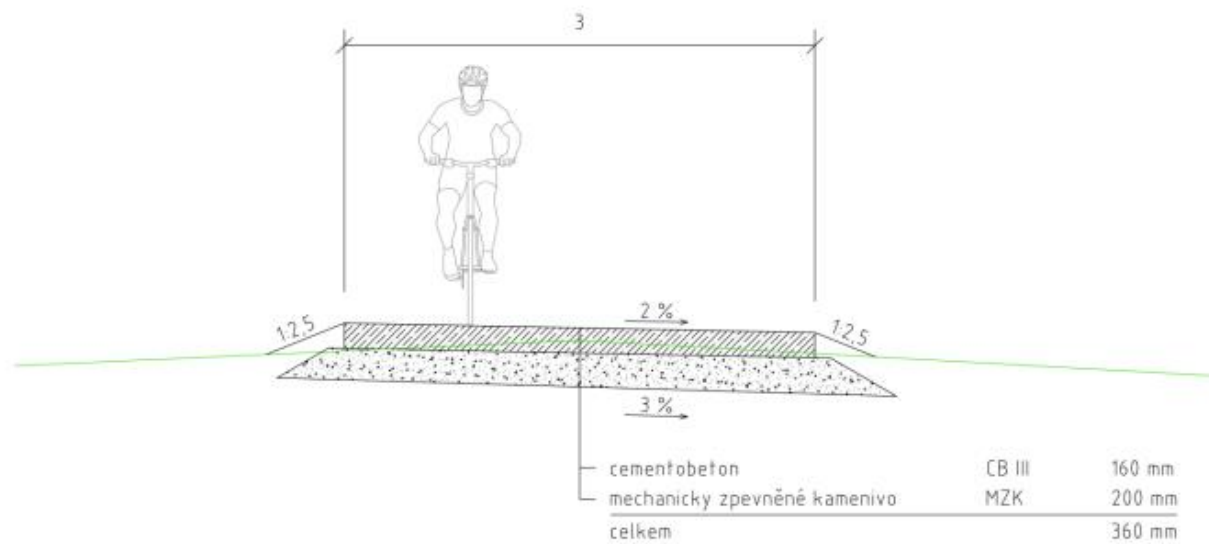 3
2 %
1:2,5
1:2,5
3 %
cementobeton CB III 160 mm
mechanicky zpevněné kamenivo MZK 200 mm
celkem 360 mm